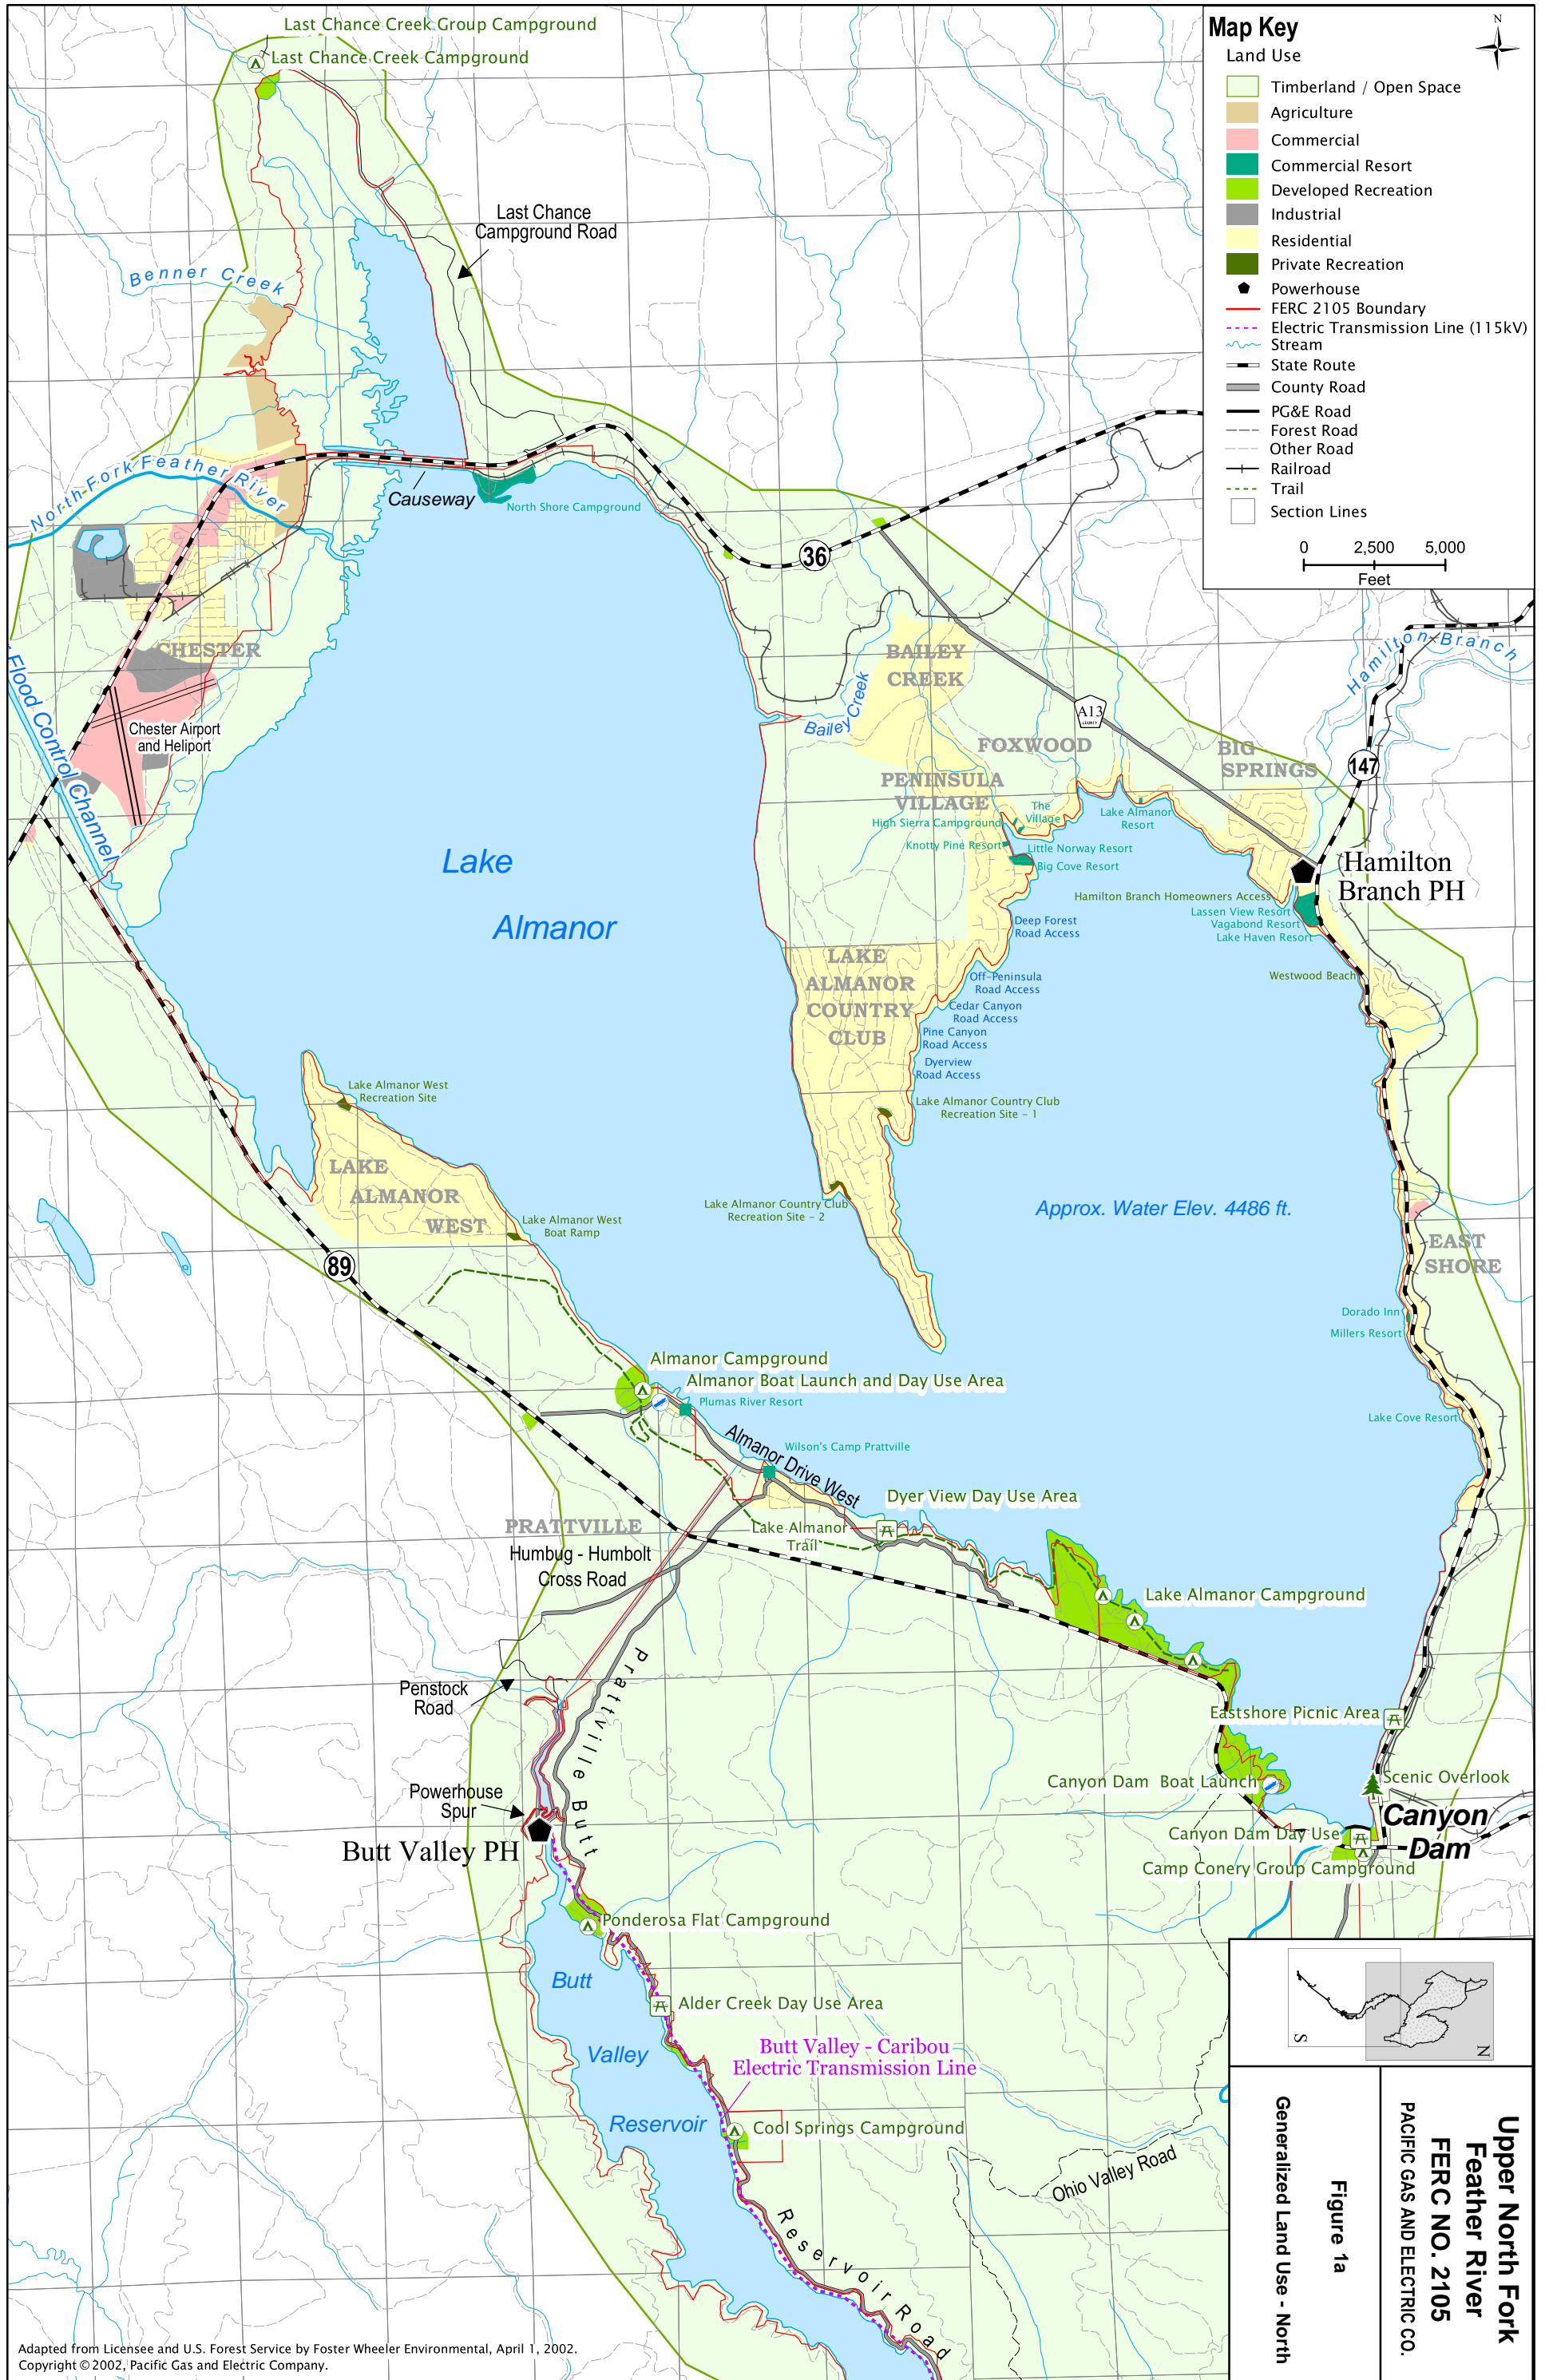 Last Chance Creek Group Campground
Last Chance Creek Campground
Last Chance
Campground Road
Benner Creek
North Fork Feather River
Causeway
North Shore Campground
36
CHESTER
Flood Control Channel
Chester Airport
and Heliport
BAILEY
CREEK
Bailey Creek
A13
COUNTY
FOXWOOD
BIG
SPRINGS
147
Hamilton Branch
PENINSULA
VILLAGE
The
Village
High Sierra Campground
Lake Almanor
Resort
Knotty Pine Resort
Little Norway Resort
Big Cove Resort
Hamilton
Branch PH
Hamilton Branch Homeowners Access
Lassen View Resort
Vagabond Resort
Lake Haven Resort
Westwood Beach
Lake
Almanor
Deep Forest
Road Access
Off-Peninsula
Road Access
Cedar Canyon
Road Access
Pine Canyon
Road Access
Dyerview
Road Access
LAKE
ALMANOR
COUNTRY
CLUB
Lake Almanor Country Club
Recreation Site - 1
Lake Almanor Country Club
Recreation Site - 2
Approx. Water Elev. 4486 ft.
Lake Almanor West
Recreation Site
LAKE
ALMANOR
WEST
Lake Almanor West
Boat Ramp
89
EAST
SHORE
Dorado Inn
Millers Resort
Lake Cove Resort
Almanor Campground
Almanor Boat Launch and Day Use Area
Plumas River Resort
Almanor Drive West
Wilson's Camp Prattville
Dyer View Day Use Area
Lake Almanor
Trail
PRATTVILLE
Humbug - Humbolt
Cross Road
Lake Almanor Campground
Penstock
Road
Prattville Butt
Reservoir Road
Powerhouse
Spur
Butt Valley PH
Eastshore Picnic Area
Canyon Dam Boat Launch
Scenic Overlook
Canyon
Dam
Canyon Dam Day Use
Camp Conery Group Campground
Ponderosa Flat Campground
Butt
Valley
Reservoir
Alder Creek Day Use Area
Butt Valley - Caribou
Electric Transmission Line
Cool Springs Campground
Ohio Valley Road
Map Key
N
Land Use
Timberland / Open Space
Agriculture
Commercial
Commercial Resort
Developed Recreation
Industrial
Residential
Private Recreation
Powerhouse
FERC 2105 Boundary
Electric Transmission Line (115kV)
Stream
State Route
County Road
PG&E Road
Forest Road
Other Road
Railroad
Trail
Section Lines
0 2,500 5,000
Feet
S
N
Upper North Fork
Feather River
FERC NO. 2105
PACIFIC GAS AND ELECTRIC CO.
Figure 1a
Generalized Land Use - North
Adapted from Licensee and U.S. Forest Service by Foster Wheeler Environmental, April 1, 2002.
Copyright © 2002, Pacific Gas and Electric Company.